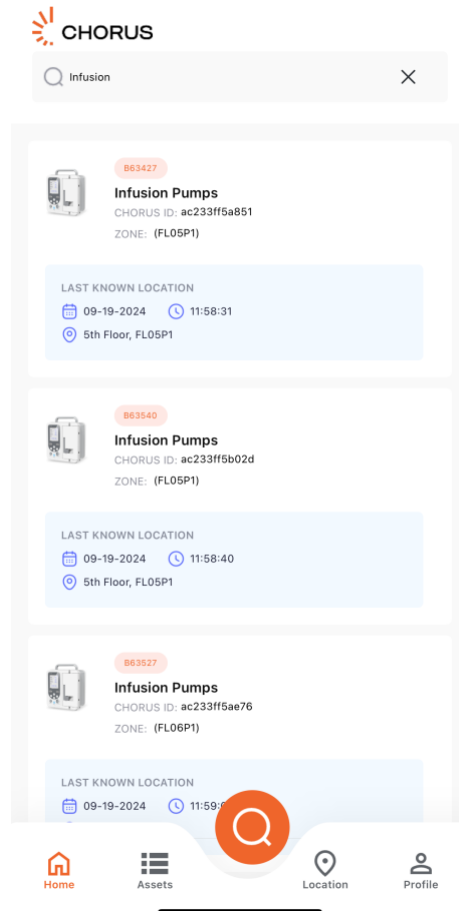 CHORUS
Infusion
B63427
Infusion Pumps
CHORUS ID: ac233ff5a851
ZONE: (FL05P1)
LAST KNOWN LOCATION
09-19-2024 11:58:31
5th Floor, FL05P1
B63540
Infusion Pumps
CHORUS ID: ac233ff5b02d
ZONE: (FL05P1)
LAST KNOWN LOCATION
09-19-2024 11:58:40
5th Floor, FL05P1
B63527
Infusion Pumps
CHORUS ID: ac233ff5ae76
ZONE: (FL06P1)
LAST KNOWN LOCATION
09-19-2024 11:59:
Home Assets Location Profile